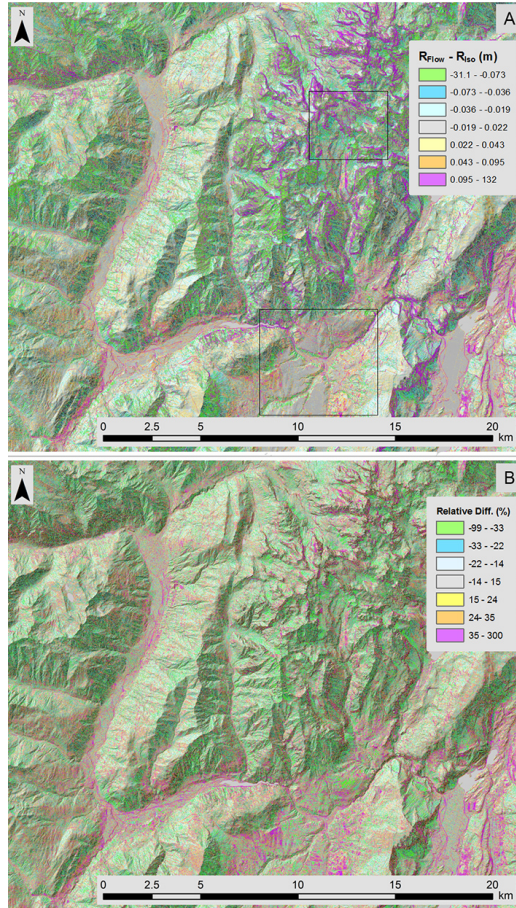 N
A
R Flow - R Iso (m)
-31.1 - -0.073
-0.073 - -0.036
-0.036 - -0.019
-0.019 - 0.022
0.022 - 0.043
0.043 - 0.095
0.095 - 132
0 2.5 5 10 15 20
km
N
B
Relative Diff. (%)
-99 - -33
-33 - -22
-22 - -14
-14 - 15
15 - 24
24- 35
35 - 300
0 2.5 5 10 15 20
km